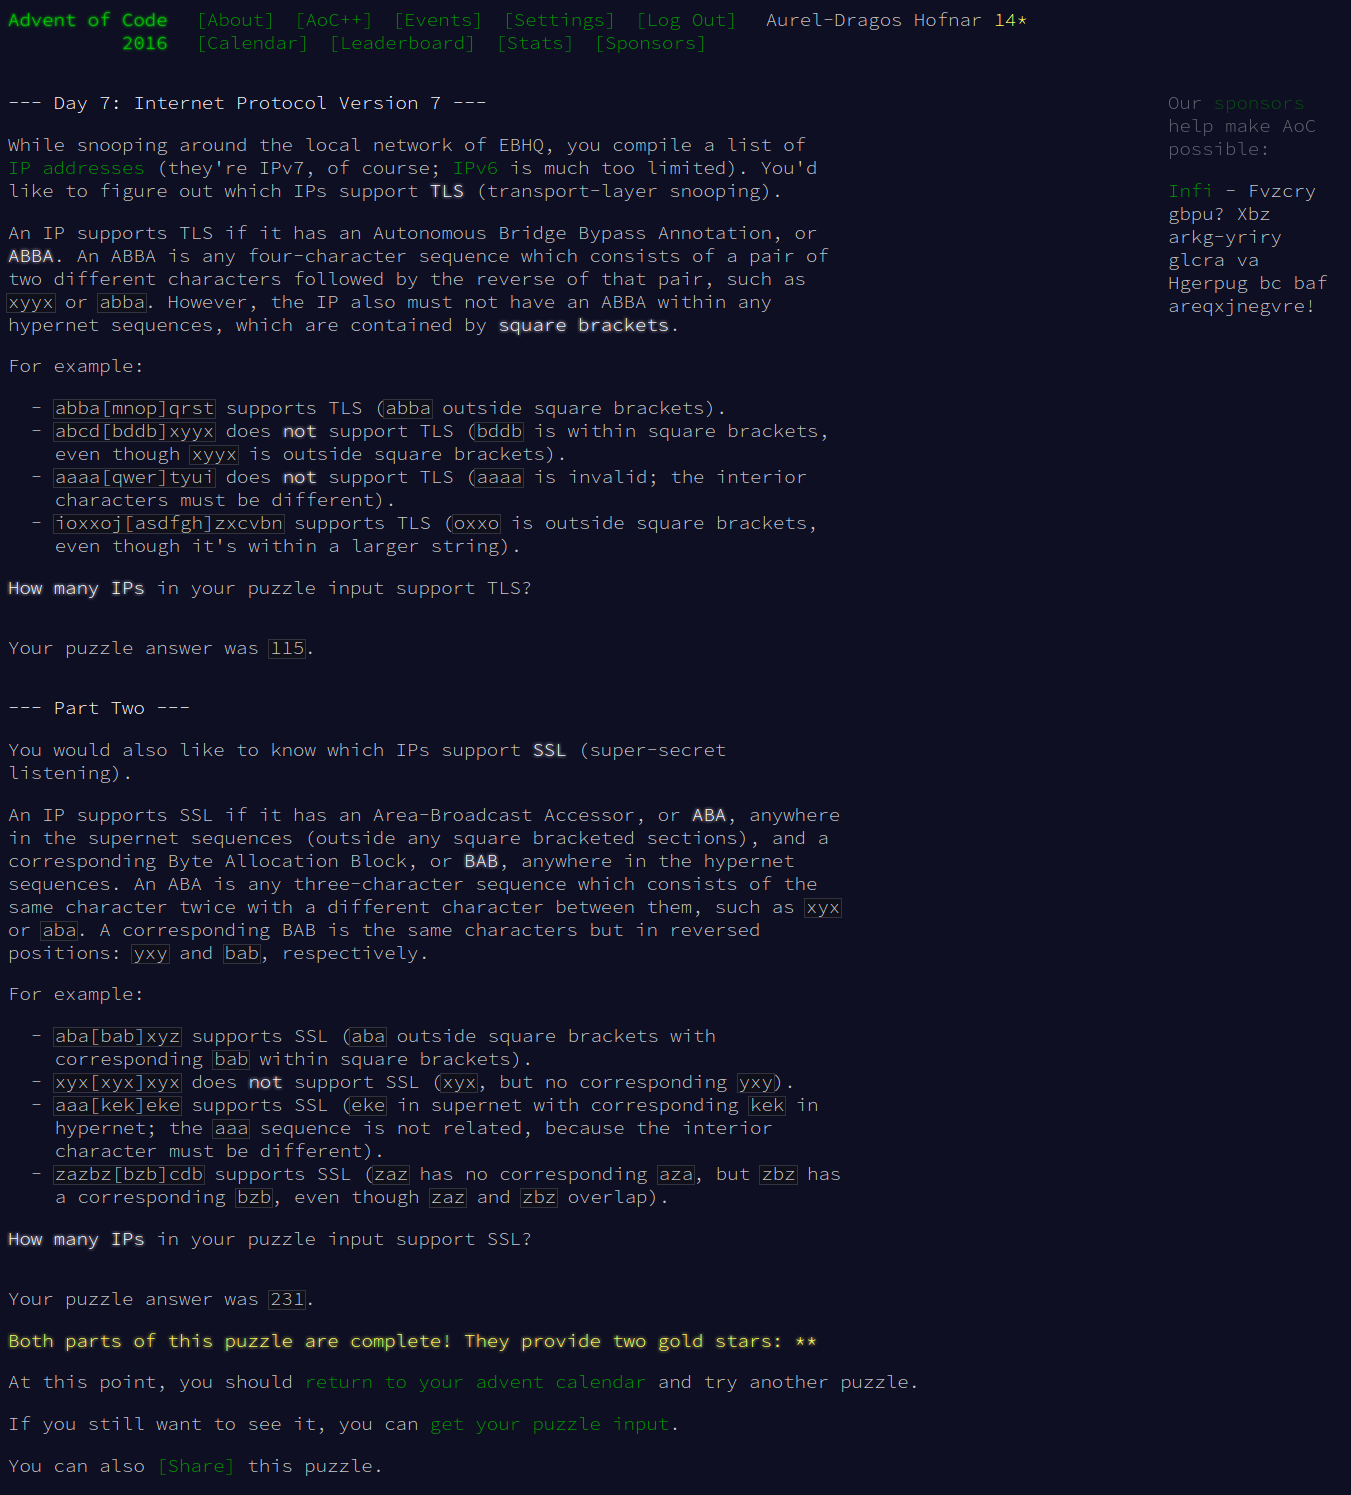 Advent of Code [About] [AoC++] [Events] [Settings] [Log Out] Aurel-Dragos Hofnar 14*
2016 [Calendar] [Leaderboard] [Stats] [Sponsors]
--- Day 7: Internet Protocol Version 7 ---
While snooping around the local network of EBHQ, you compile a list of
IP addresses (they're IPv7, of course; IPv6 is much too limited). You'd
like to figure out which IPs support TLS (transport-layer snooping).
An IP supports TLS if it has an Autonomous Bridge Bypass Annotation, or
ABBA. An ABBA is any four-character sequence which consists of a pair of
two different characters followed by the reverse of that pair, such as
xyyx or abba. However, the IP also must not have an ABBA within any
hypernet sequences, which are contained by square brackets.
For example:
- abba[mnop]qrst supports TLS (abba outside square brackets).
- abcd[bddb]xyyx does not support TLS (bddb is within square brackets,
even though xyyx is outside square brackets).
- aaaa[qwer]tyui does not support TLS (aaaa is invalid; the interior
characters must be different).
- ioxxoj[asdfgh]zxcvbn supports TLS (oxxo is outside square brackets,
even though it's within a larger string).
How many IPs in your puzzle input support TLS?
Your puzzle answer was 115.
--- Part Two ---
You would also like to know which IPs support SSL (super-secret
listening).
An IP supports SSL if it has an Area-Broadcast Accessor, or ABA, anywhere
in the supernet sequences (outside any square bracketed sections), and a
corresponding Byte Allocation Block, or BAB, anywhere in the hypernet
sequences. An ABA is any three-character sequence which consists of the
same character twice with a different character between them, such as xyx
or aba. A corresponding BAB is the same characters but in reversed
positions: yxy and bab, respectively.
For example:
- aba[bab]xyz supports SSL (aba outside square brackets with
corresponding bab within square brackets).
- xyx[xyx]xyx does not support SSL (xyx, but no corresponding yxy).
- aaa[kek]eke supports SSL (eke in supernet with corresponding kek in
hypernet; the aaa sequence is not related, because the interior
character must be different).
- zazbz[bzb]cdb supports SSL (zaz has no corresponding aza, but zbz has
a corresponding bzb, even though zaz and zbz overlap).
How many IPs in your puzzle input support SSL?
Your puzzle answer was 231.
Both parts of this puzzle are complete! They provide two gold stars: **
At this point, you should return to your advent calendar and try another puzzle.
If you still want to see it, you can get your puzzle input.
You can also [Share] this puzzle.
Our sponsors
help make AoC
possible:
Infi - Fvzcry
gbpu? Xbz
arkg-yriry
glcra va
Hgerpug bc baf
areqxjnegvre!